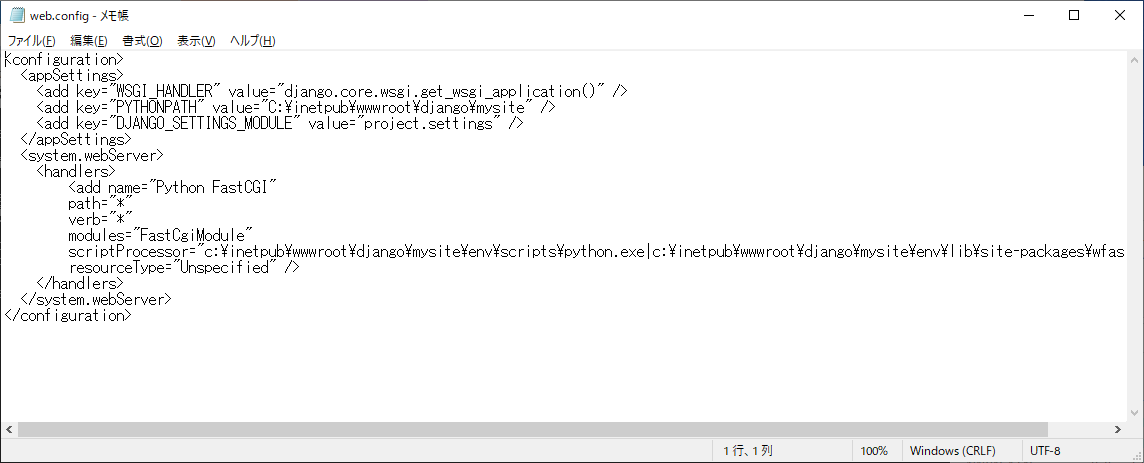 web.config - メモ帳
ファイル(F) 編集(E) 書式(O) 表示(V) ヘルプ(H)
<configuration>
  <appSettings>
    <add key="WSGI_HANDLER" value="django.core.wsgi.get_wsgi_application()" />
    <add key="PYTHONPATH" value="C:¥inetpub¥wwwroot¥django¥mysite" />
    <add key="DJANGO_SETTINGS_MODULE" value="project.settings" />
  </appSettings>
  <system.webServer>
    <handlers>
        <add name="Python FastCGI"
        path="*"
        verb="*"
        modules="FastCgiModule"
        scriptProcessor="c:¥inetpub¥wwwroot¥django¥mysite¥env¥scripts¥python.exe|c:¥inetpub¥wwwroot¥django¥mysite¥env¥lib¥site-packages¥wfas
        resourceType="Unspecified" />
    </handlers>
  </system.webServer>
</configuration>
1 行、1 列 100% Windows (CRLF) UTF-8